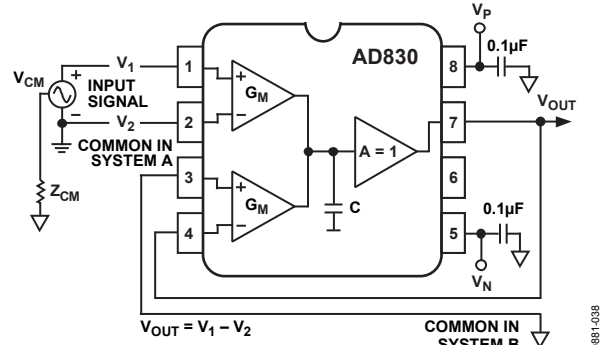 VP
AD830
0.1µF
V1
1
8
VCM
+
INPUT
SIGNAL
+
GM
–
VOUT
–
V2
2
A = 1
7
COMMON IN
SYSTEM A
3
6
ZCM
+
GM
–
C
0.1µF
4
5
VN
VOUT = V1 – V2
COMMON IN
SYSTEM B
881-038